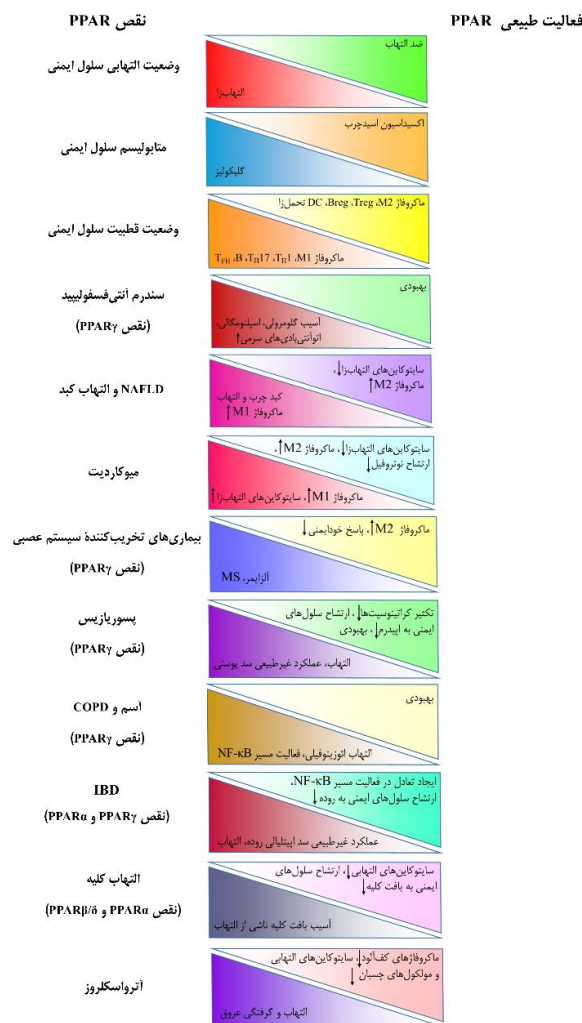 فعالیت طبیعی PPAR
نقص PPAR
ضد التهاب
وضعیت التهابی سلول ایمنی
التهاب‌زا
اکسیداسیون اسیدچرب
متابولیسم سلول ایمنی
گلیکولیز
ماکروفاژ M2، Treg، Breg، DC تحمل‌زا
وضعیت قطبیت سلول ایمنی
ماکروفاژ M1، TH1، TH17، B، TFH
بهبودی
سندرم آنتی‌فسفولیپید
(نقص PPARγ)
آسیب گلومرولی، اسپلنومگالی،
اتوآنتی‌بادی‌های سرمی↑
سایتوکاین‌های التهاب‌زا↓،
ماکروفاژ M2↑
NAFLD و التهاب کبد
کبد چرب و التهاب
ماکروفاژ M1↑
سایتوکاین‌های التهاب‌زا↓، ماکروفاژ M2↑،
ارتشاح نوتروفیل↓
میوکاردیت
ماکروفاژ M1↑، سایتوکاین‌های التهاب‌زا↑
ماکروفاژ M2↑، پاسخ خودایمنی↓
بیماری‌های تخریب‌کنندهٔ سیستم عصبی
(نقص PPARγ)
آلزایمر، MS
تکثیر کراتینوسیت‌ها↓، ارتشاح سلول‌های
ایمنی به اپیدرم↓، بهبودی
پسوریازیس
(نقص PPARγ)
التهاب، عملکرد غیرطبیعی سد پوستی
بهبودی
اسم و COPD
(نقص PPARγ)
التهاب ائوزینوفیلی، فعالیت مسیر NF-κB
ایجاد تعادل در فعالیت مسیر NF-κB،
ارتشاح سلول‌های ایمنی به روده↓
IBD
(نقص PPARγ و PPARα)
عملکرد غیرطبیعی سد اپیتلیالی روده، التهاب
سایتوکاین‌های التهابی↓، ارتشاح سلول‌های
ایمنی به بافت کلیه↓
التهاب کلیه
(نقص PPARα و PPARβ/δ)
آسیب بافت کلیه ناشی از التهاب
ماکروفاژهای کف‌آلود↓، سایتوکاین‌های التهابی
و مولکول‌های چسبان↓
آترواسکلروز
التهاب و گرفتگی عروق